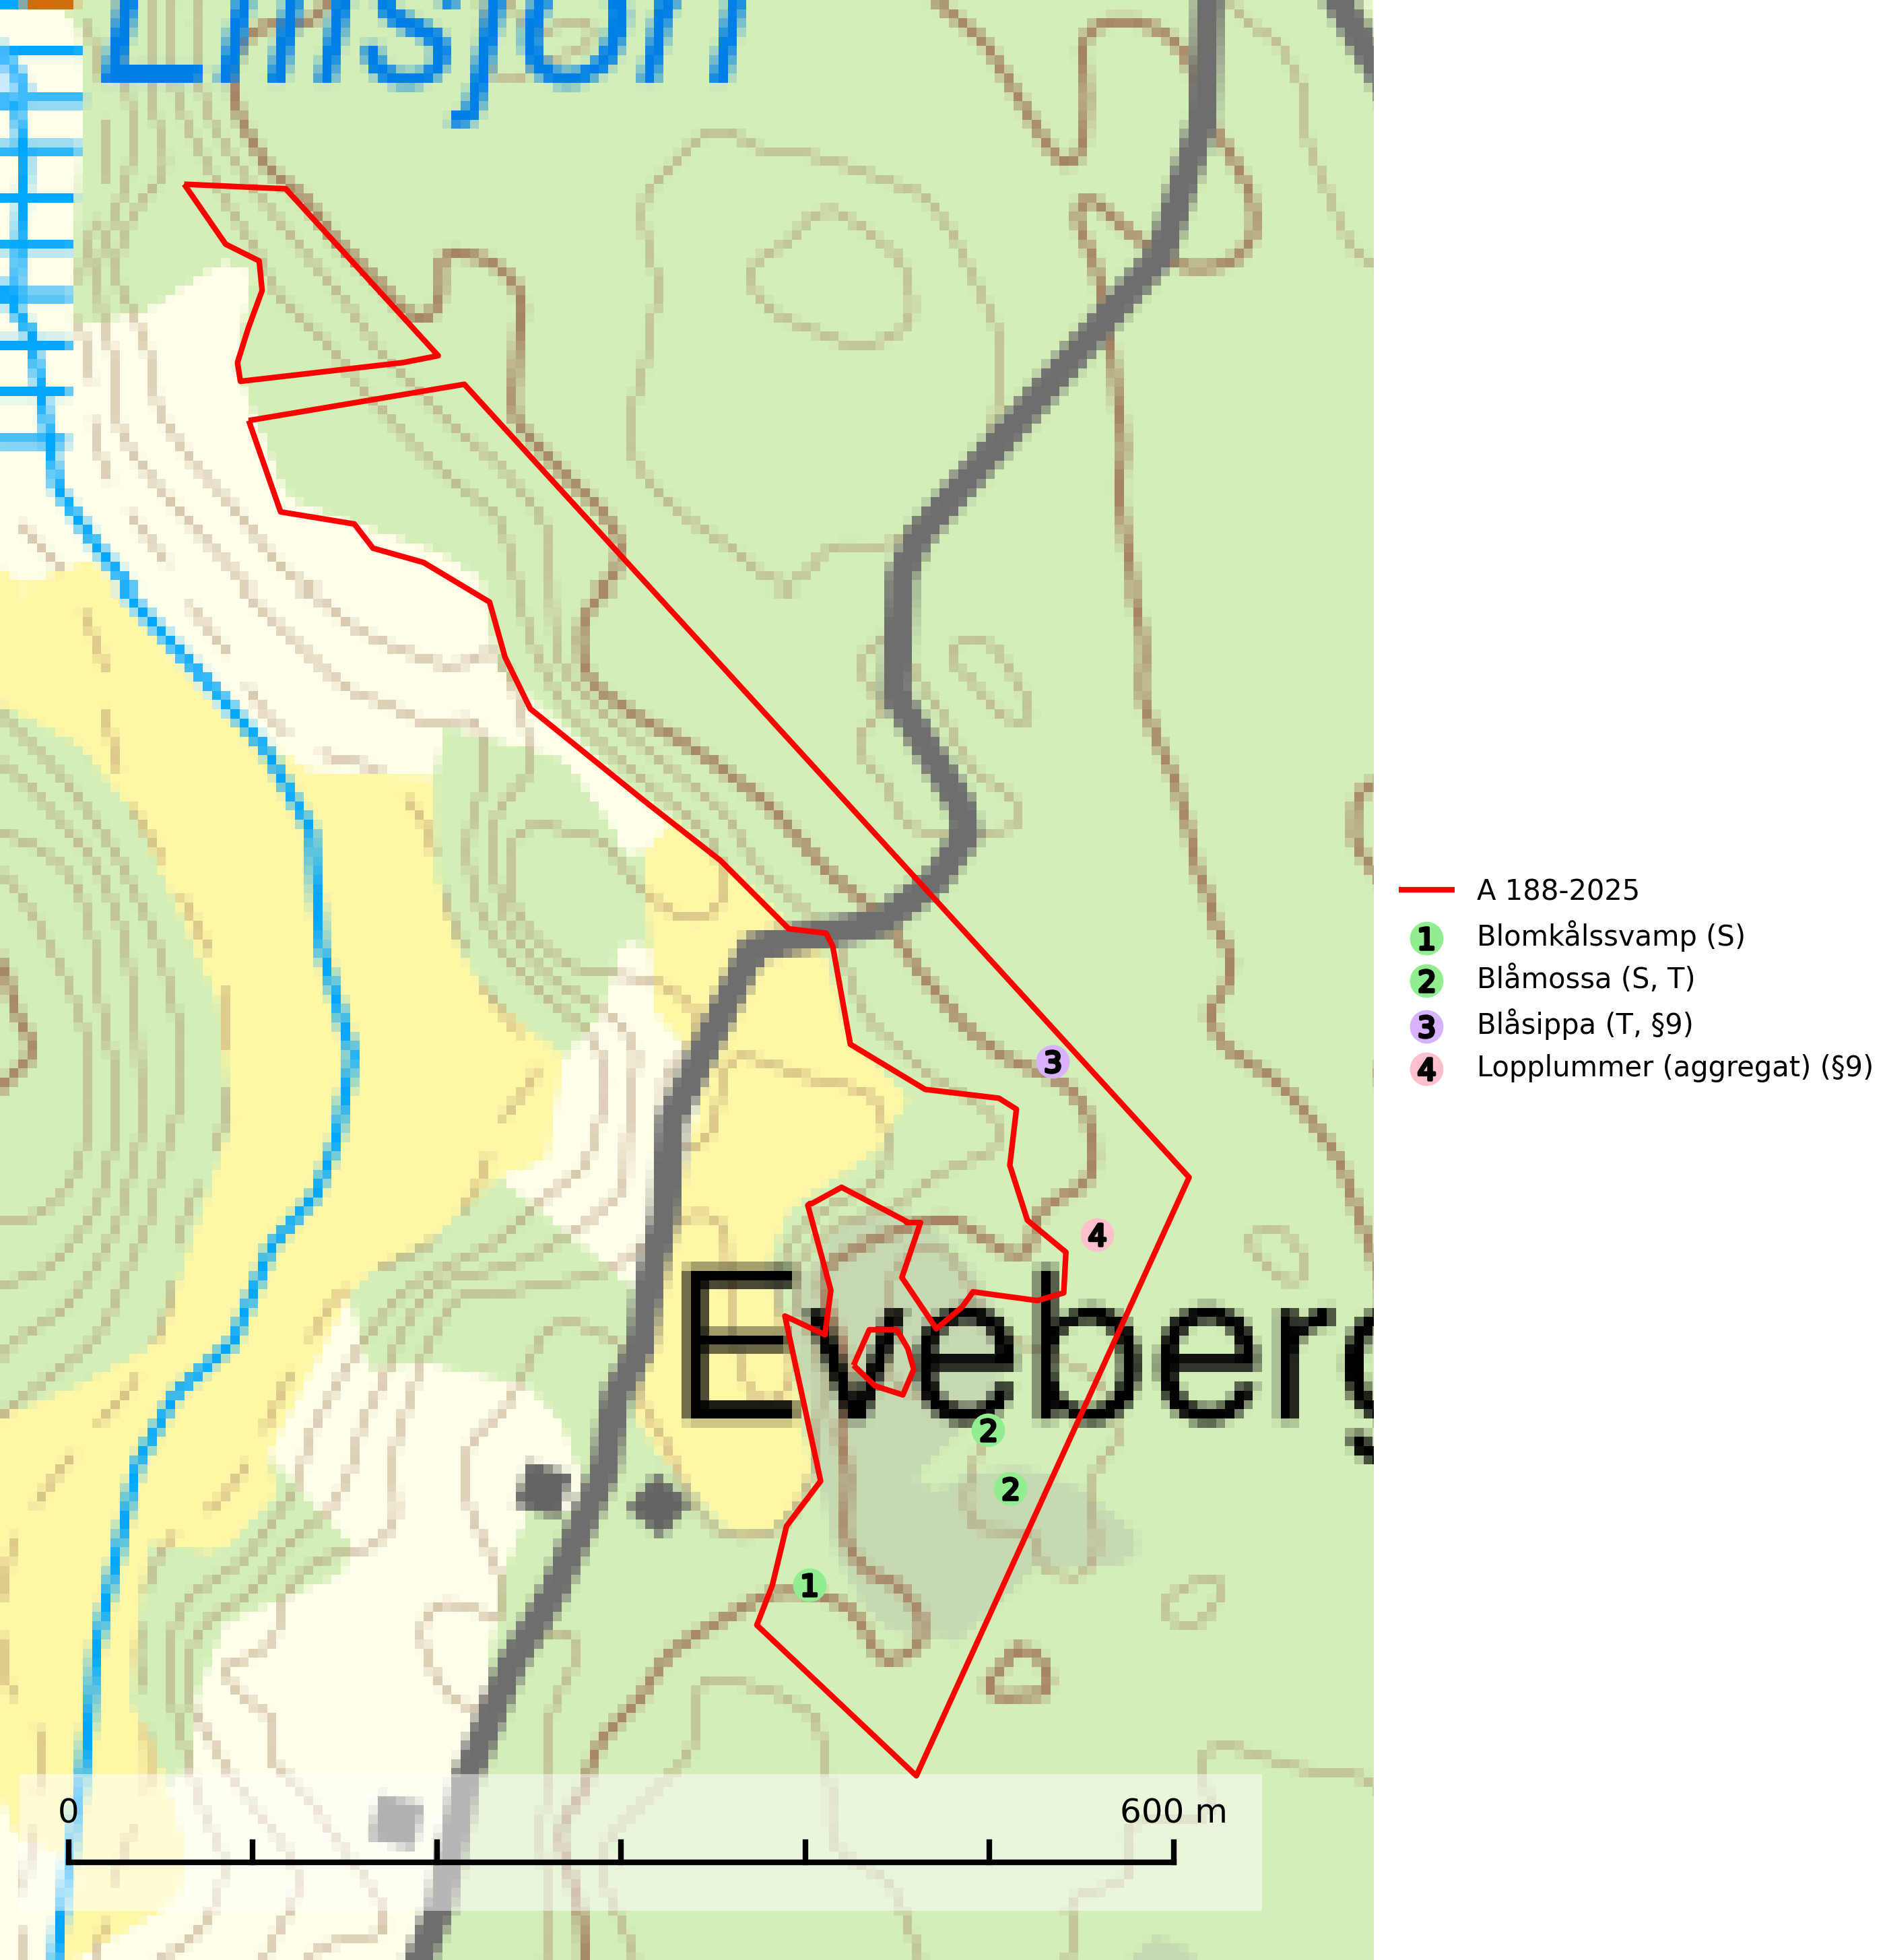 A 188-2025
1 Blomkålssvamp (S)
2 Blåmossa (S, T)
3 Blåsippa (T, §9)
4 Lopplummer (aggregat) (§9)
3
4
Eveberg
2
2
1
0 600 m